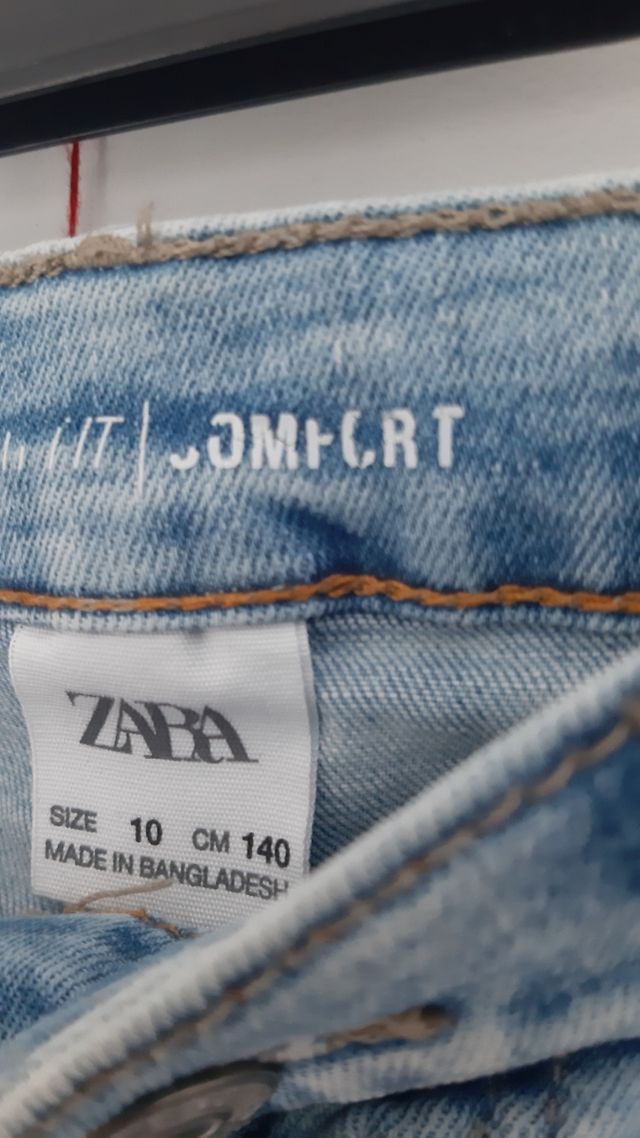 COMFORT
ZARA
SIZE 10 CM 140
MADE IN BANGLADESH